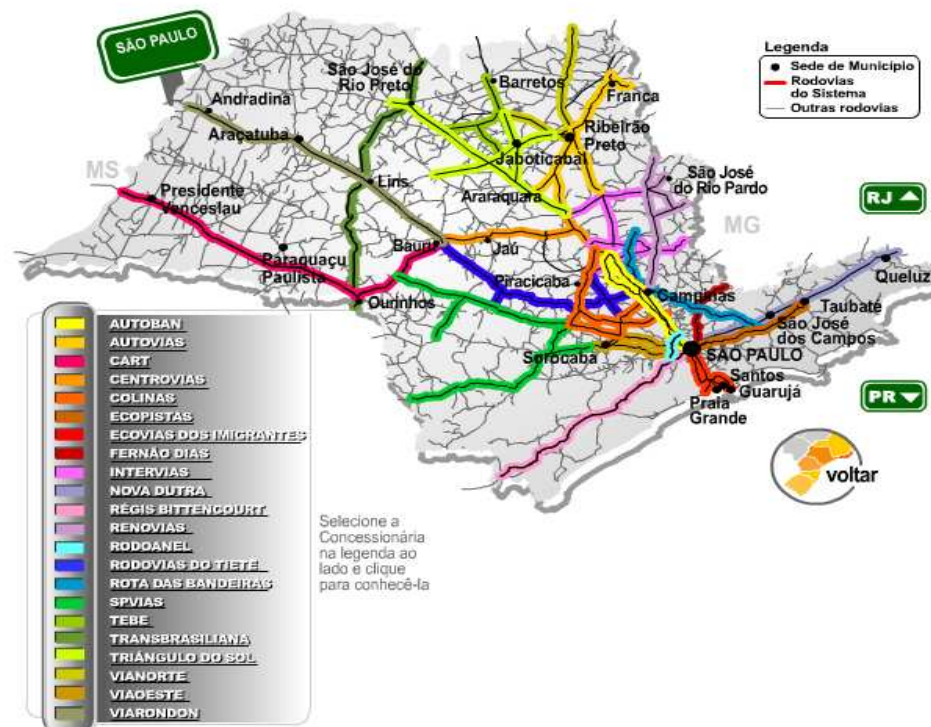 SÃO PAULO
Legenda
Sede de Município
Rodovias
do Sistema
Outras rodovias
São José do
Rio Preto
Barretos
Franca
Andradina
Araçatuba
Ribeirão
Preto
Jaboticabal
MS
Lins
Araraquara
São José
do Rio Pardo
Presidente
Venceslau
RJ
MG
Bauru
Jaú
Paraguaçu
Paulista
Piracicaba
Queluz
Ourinhos
Campinas
Taubaté
São José
dos Campos
Sorocaba
SÃO PAULO
Santos
Guarujá
Praia
Grande
PR
voltar
AUTOBAN
AUTOVIAS
CART
CENTROVIAS
COLINAS
ECOPISTAS
ECOVIAS DOS IMIGRANTES
FERNÃO DIAS
INTERVIAS
NOVA DUTRA
RÉGIS BITTENCOURT
RENOVIAS
RODOANEL
RODOVIAS DO TIETÊ
ROTA DAS BANDEIRAS
SPVIAS
TEBE
TRANSBRASILIANA
TRIÂNGULO DO SOL
VIANORTE
VIAOESTE
VIARONDON
Selecione a
Concessionária
na legenda ao
lado e clique
para conhecê-la